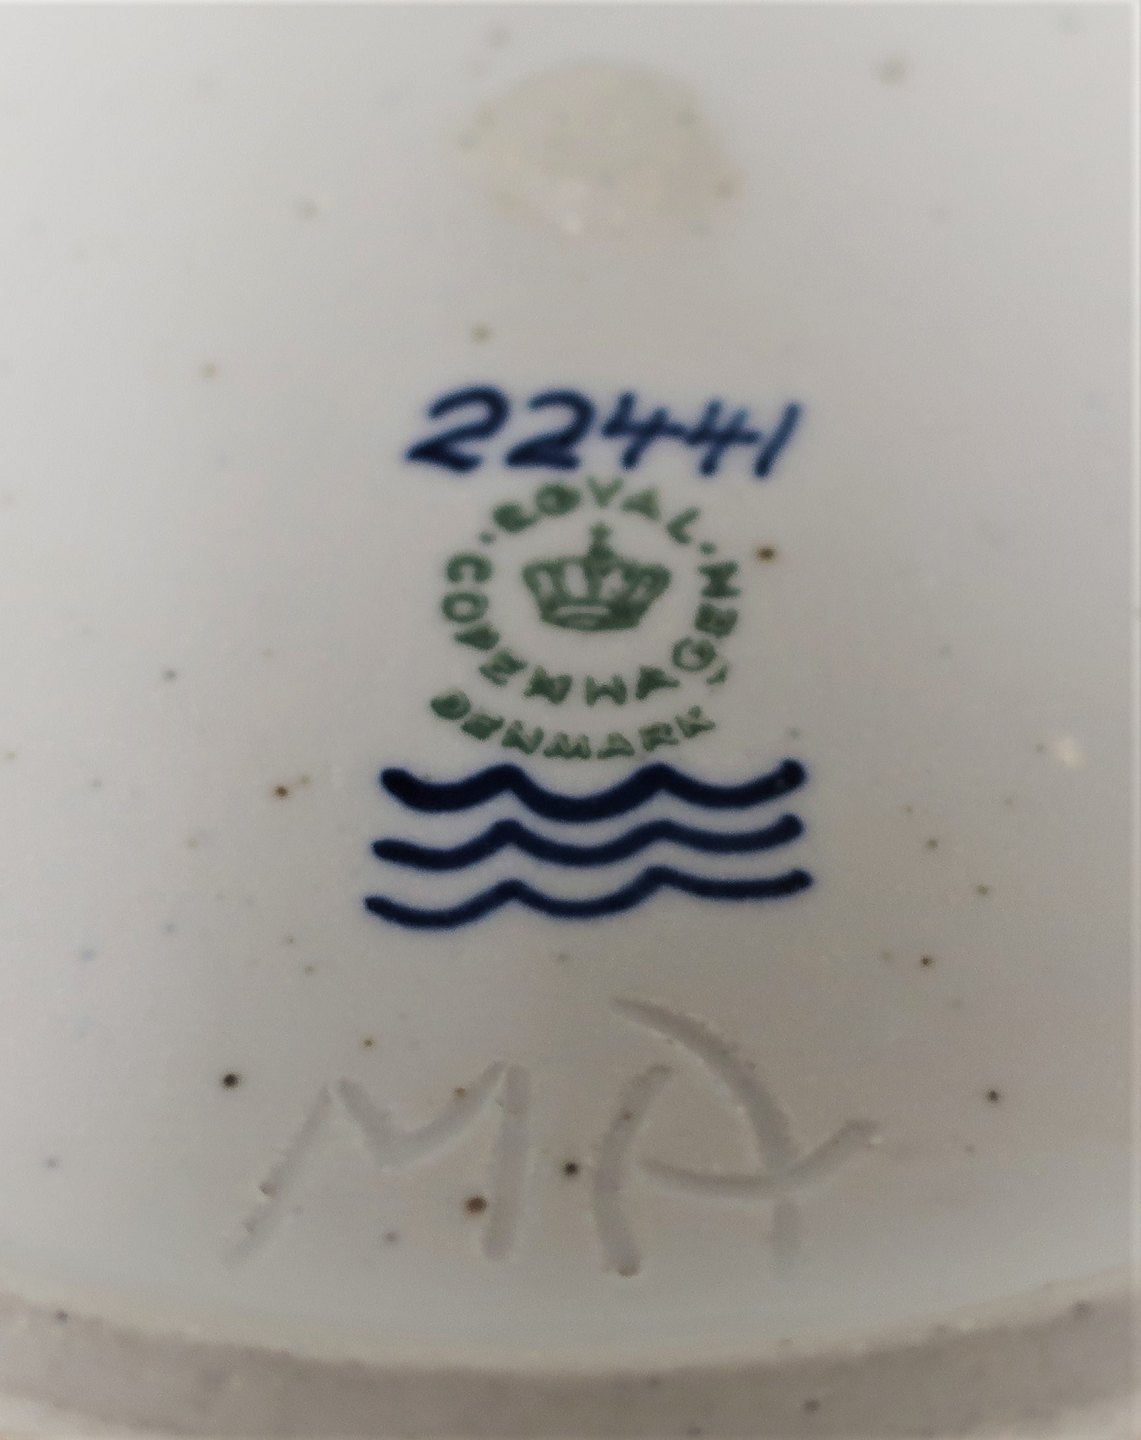 22441
ROYAL
COPENHAGEN
DENMARK
MA